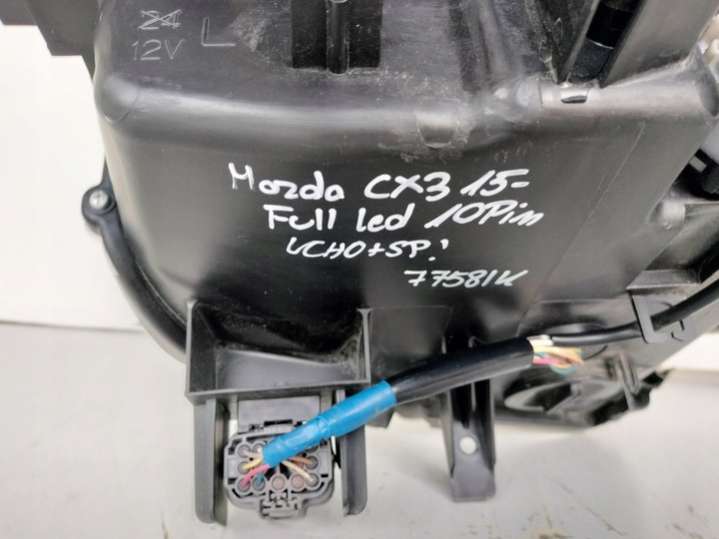 24
12V L
Mazda CX3 15-
Full led 10Pin
UCHO+SP.!
77581K